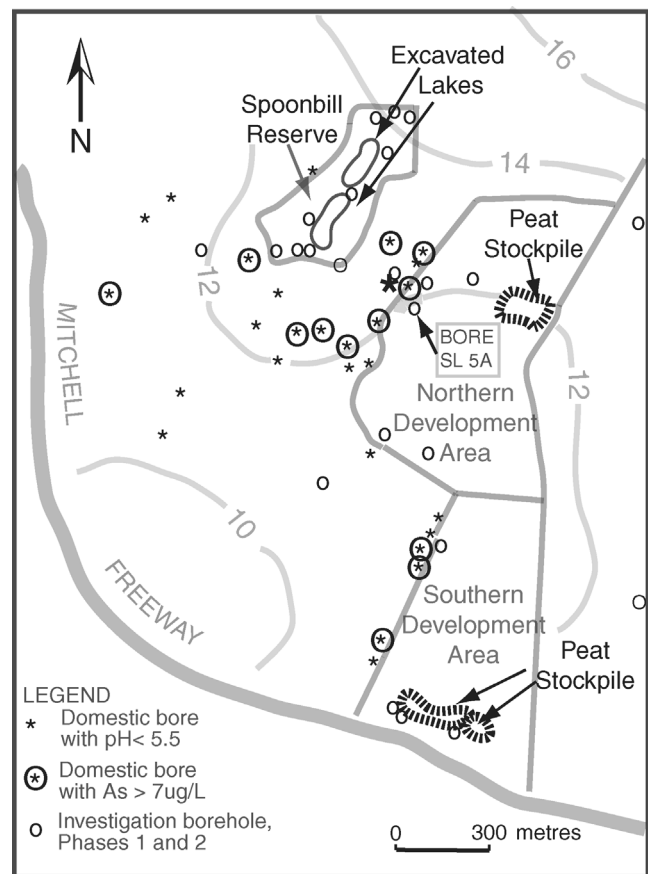 16
Excavated
Lakes
Spoonbill
Reserve
N
14
Peat
Stockpile
12
BORE
SL 5A
MITCHELL
12
Northern
Development
Area
10
FREEWAY
Southern
Development
Area
Peat
Stockpile
LEGEND
* Domestic bore
with pH< 5.5
Domestic bore
with As > 7ug/L
Investigation borehole,
Phases 1 and 2
0 300 metres